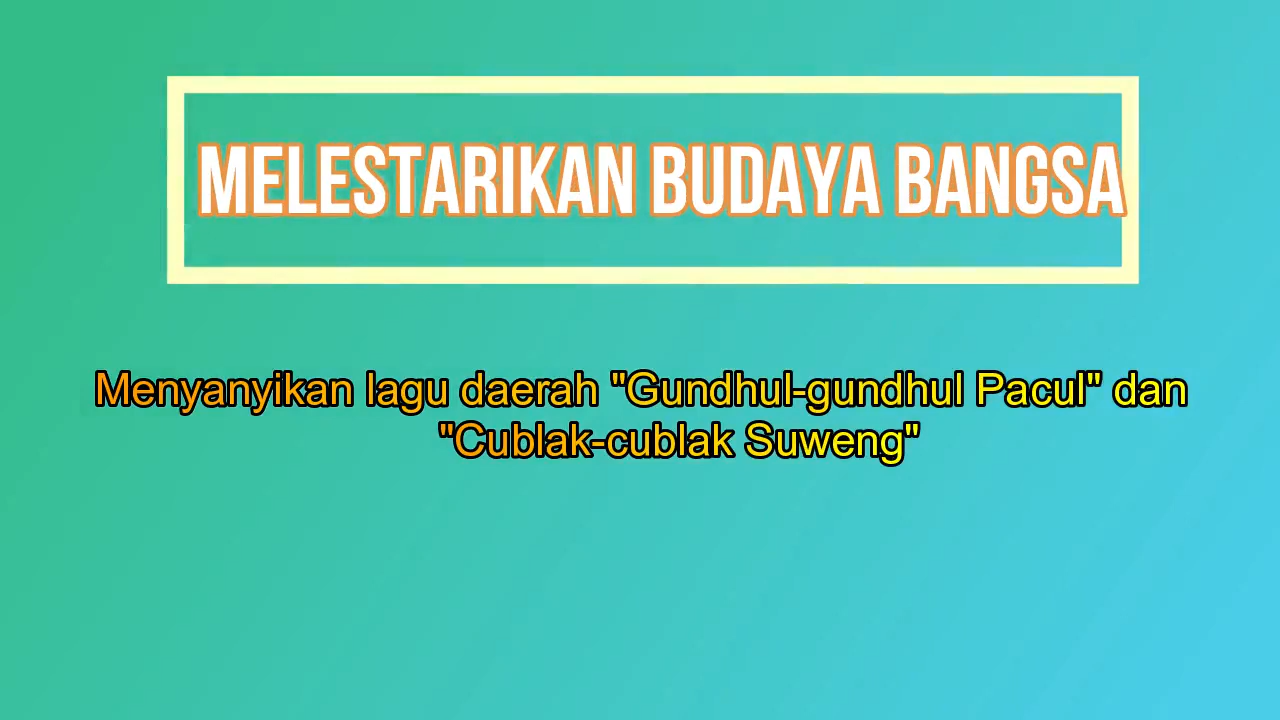 MELESTARIKAN BUDAYA BANGSA
Menyanyikan lagu daerah "Gundhul-gundhul Pacul" dan
"Cublak-cublak Suweng"